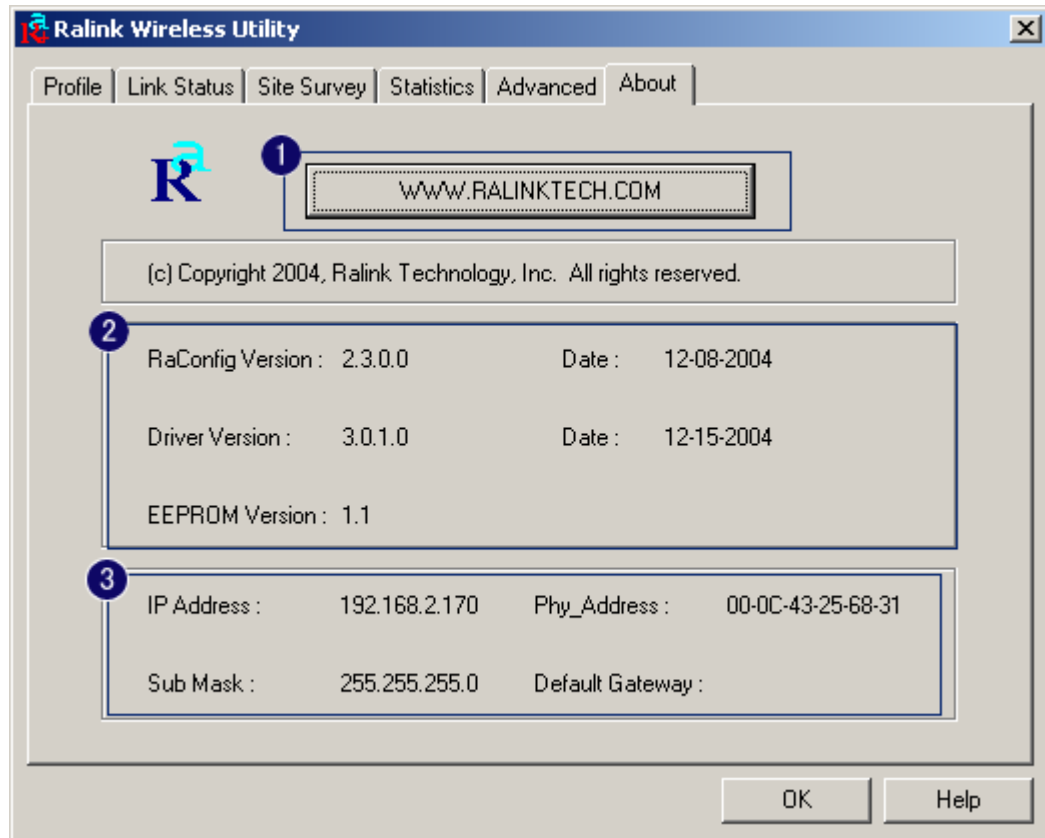 Ralink Wireless Utility
Profile Link Status Site Survey Statistics Advanced About
Ra
1
WWW.RALINKTECH.COM
(c) Copyright 2004, Ralink Technology, Inc. All rights reserved.
2
RaConfig Version : 2.3.0.0 Date : 12-08-2004
Driver Version : 3.0.1.0 Date : 12-15-2004
EEPROM Version : 1.1
3
IP Address : 192.168.2.170 Phy_Address : 00-0C-43-25-68-31
Sub Mask : 255.255.255.0 Default Gateway :
OK Help